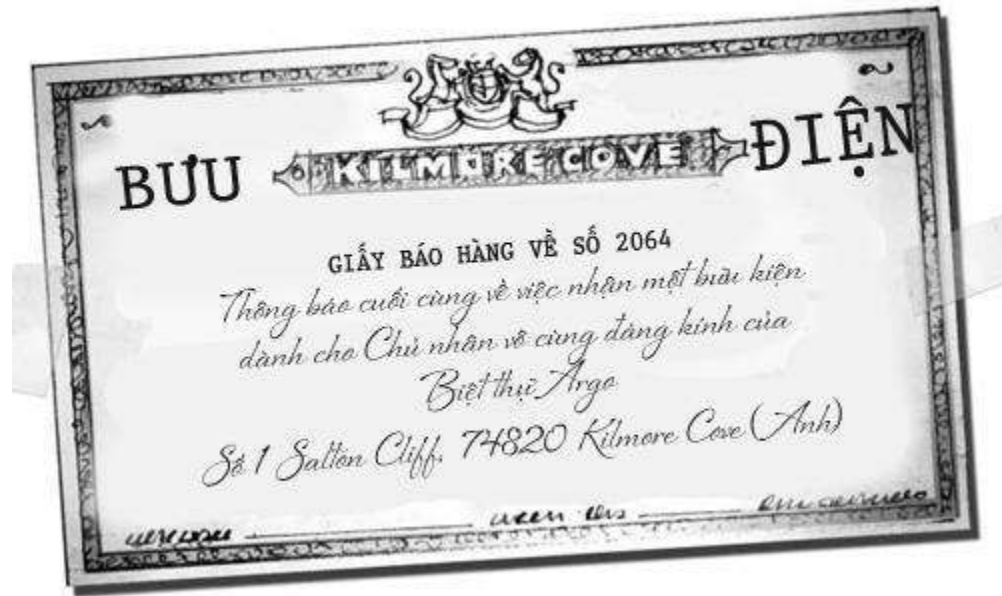 BƯU KILMORE COVE ĐIỆN
GIẤY BÁO HÀNG VỀ SỐ 2064
Thông báo cuối cùng về việc nhận một bưu kiện
dành cho Chủ nhân vô cùng đáng kính của
Biệt thự Argo
Số 1 Salton Cliff, 74820 Kilmore Cove (Anh)